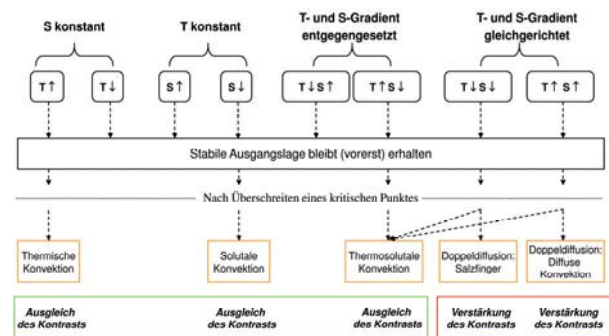 S konstant
T konstant
T- und S-Gradient
entgegengesetzt
T- und S-Gradient
gleichgerichtet
T↑
T↓
S↑
S↓
T↓S↑
T↑S↓
T↓S↓
T↑ S↑
Stabile Ausgangslage bleibt (vorerst) erhalten
Nach Überschreiten eines kritischen Punktes
Thermische
Konvektion
Solutale
Konvektion
Thermosolutale
Konvektion
Doppeldiffusion:
Salzfinger
Doppeldiffusion:
Diffuse
Konvektion
Ausgleich
des Kontrasts
Ausgleich
des Kontrasts
Ausgleich
des Kontrasts
Verstärkung
des Kontrasts
Verstärkung
des Kontrasts